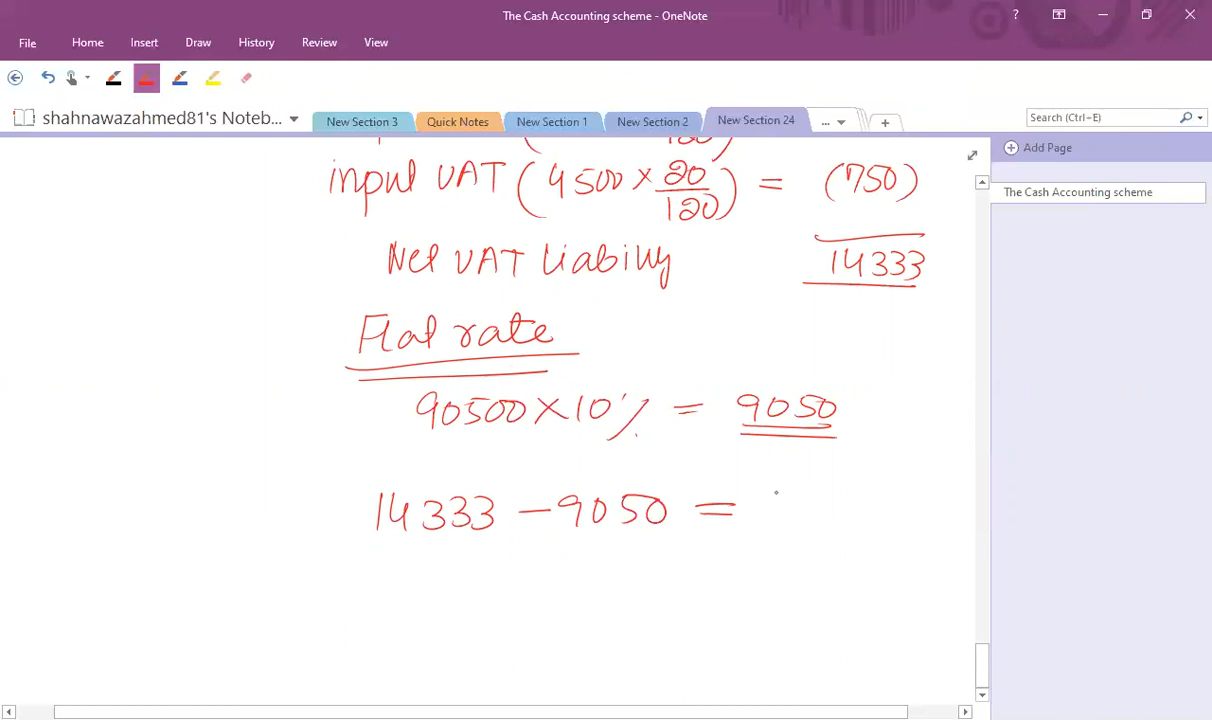 The Cash Accounting scheme - OneNote
?
File Home Insert Draw History Review View
shahnawazahmed81's Noteb... New Section 3 Quick Notes New Section 1 New Section 2 New Section 24 ... +
Search (Ctrl+E)
Add Page
The Cash Accounting scheme
input VAT (4500 × 20/120) = (750)
Net VAT liability 14333
Flat rate
90500 × 10% = 9050
14333 - 9050 =